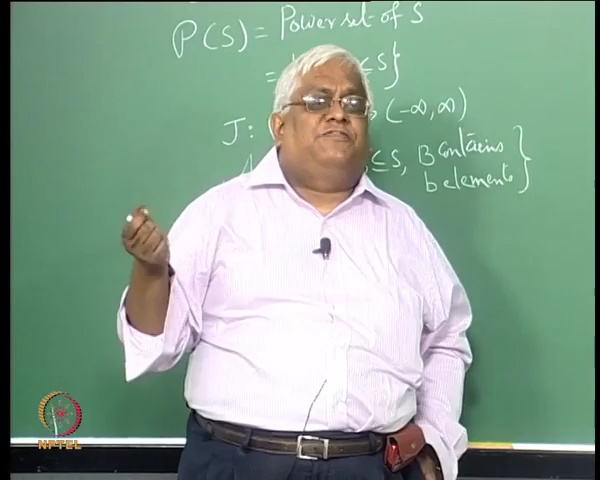 P(S) = Power set of S
= ⊆ S}
J: , (-∞, ∞)
⊆ S, B contains
b elements }
NPTEL